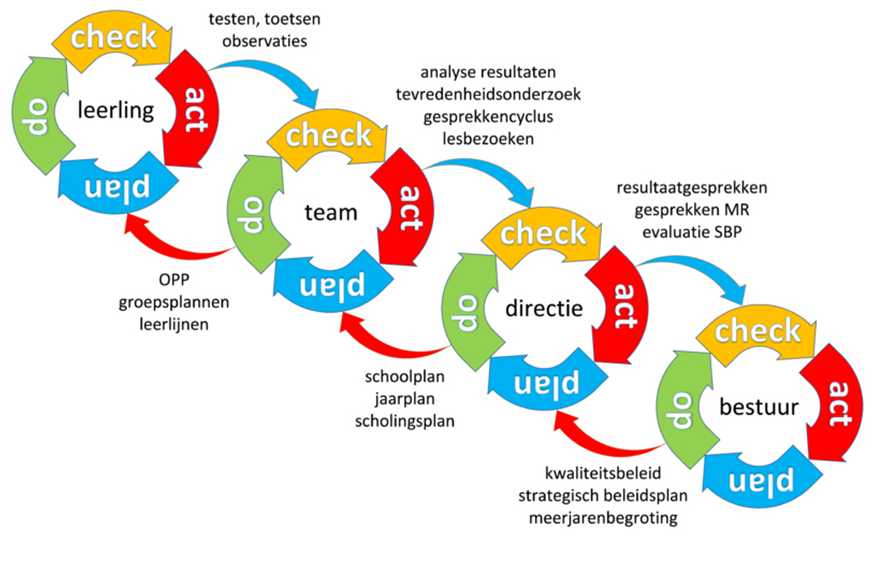 check
act
plan
do
leerling
testen, toetsen
observaties
check
act
plan
do
team
OPP
groepsplannen
leerlijnen
analyse resultaten
tevredenheidsonderzoek
gesprekkencyclus
lesbezoeken
check
act
plan
do
directie
schoolplan
jaarplan
scholingsplan
resultaatgesprekken
gesprekken MR
evaluatie SBP
check
act
plan
do
bestuur
kwaliteitsbeleid
strategisch beleidsplan
meerjarenbegroting